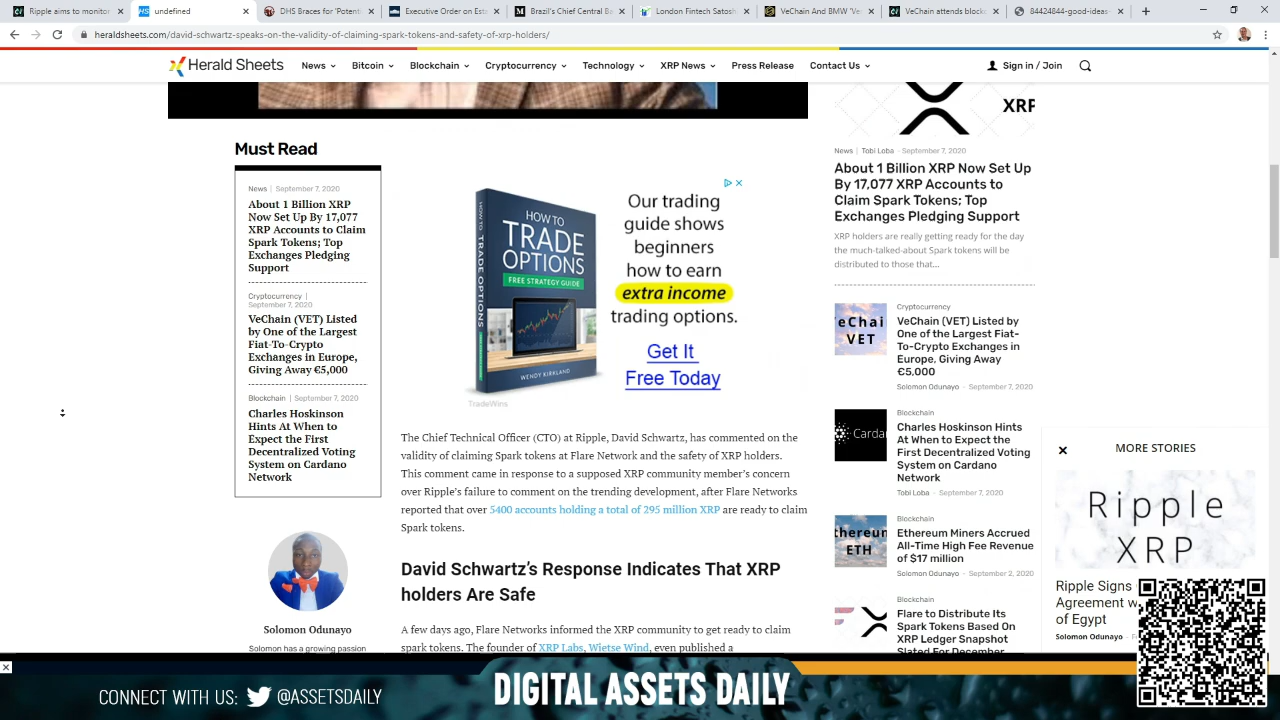 Ripple Braces for
M
London Fintech Satosh
VeChain and BMW "Chan
84424844-good-ideas
heraldsheets.com/david-schwartz-speaks-on-the-validity-of-claiming-spark-tokens-and-safety-of-xrp-holders/
Herald Sheets
News
Bitcoin
Blockchain
Cryptocurrency
Technology
XRP News
Press Release
Contact Us
Sign in / Join
Must Read
News | September 7, 2020
About 1 Billion XRP
Now Set Up By 17,077
XRP Accounts to Claim
Spark Tokens; Top
Exchanges Pledging
Support
Cryptocurrency |
September 7, 2020
VeChain (VET) Listed
by One of the Largest
Fiat-To-Crypto
Exchanges in Europe,
Giving Away €5,000
Blockchain | September 7, 2020
Charles Hoskinson
Hints At When to
Expect the First
Decentralized Voting
System on Cardano
Network
Solomon Odunayo
Solomon has a growing passion
HOW TO TRADE OPTIONS
HOW TO
TRADE
OPTIONS
FREE STRATEGY GUIDE
WENDY KIRKLAND
TradeWins
Our trading
guide shows
beginners
how to earn
extra income
trading options.
Get It
Free Today
The Chief Technical Officer (CTO) at Ripple, David Schwartz, has commented on the
validity of claiming Spark tokens at Flare Network and the safety of XRP holders.
This comment came in response to a supposed XRP community member's concern
over Ripple's failure to comment on the trending development, after Flare Networks
reported that over 5400 accounts holding a total of 295 million XRP are ready to claim
Spark tokens.
David Schwartz's Response Indicates That XRP
holders Are Safe
A few days ago, Flare Networks informed the XRP community to get ready to claim
spark tokens. The founder of XRP Labs, Wietse Wind, even published a
XRP
News | Tobi Loba - September 7, 2020
About 1 Billion XRP Now Set Up
By 17,077 XRP Accounts to
Claim Spark Tokens; Top
Exchanges Pledging Support
XRP holders are really getting ready for the day
the much-talked-about Spark tokens will be
distributed to those that...
eChai
VET
Cryptocurrency
VeChain (VET) Listed by
One of the Largest Fiat-
To-Crypto Exchanges in
Europe, Giving Away
€5,000
Solomon Odunayo - September 7, 2020
Carda
Blockchain
Charles Hoskinson Hints
At When to Expect the
First Decentralized Voting
System on Cardano
Network
Tobi Loba - September 7, 2020
thereun
ETH
Blockchain
Ethereum Miners Accrued
All-Time High Fee Revenue
of $17 million
Solomon Odunayo - September 2, 2020
Blockchain
Flare to Distribute Its
Spark Tokens Based On
XRP Ledger Snapshot
Slated For December
MORE STORIES
Ripple
XRP
Ripple Signs
Agreement w
of Egypt
Solomon Odunayo -
CONNECT WITH US: @ASSETSDAILY
DIGITAL ASSETS DAILY